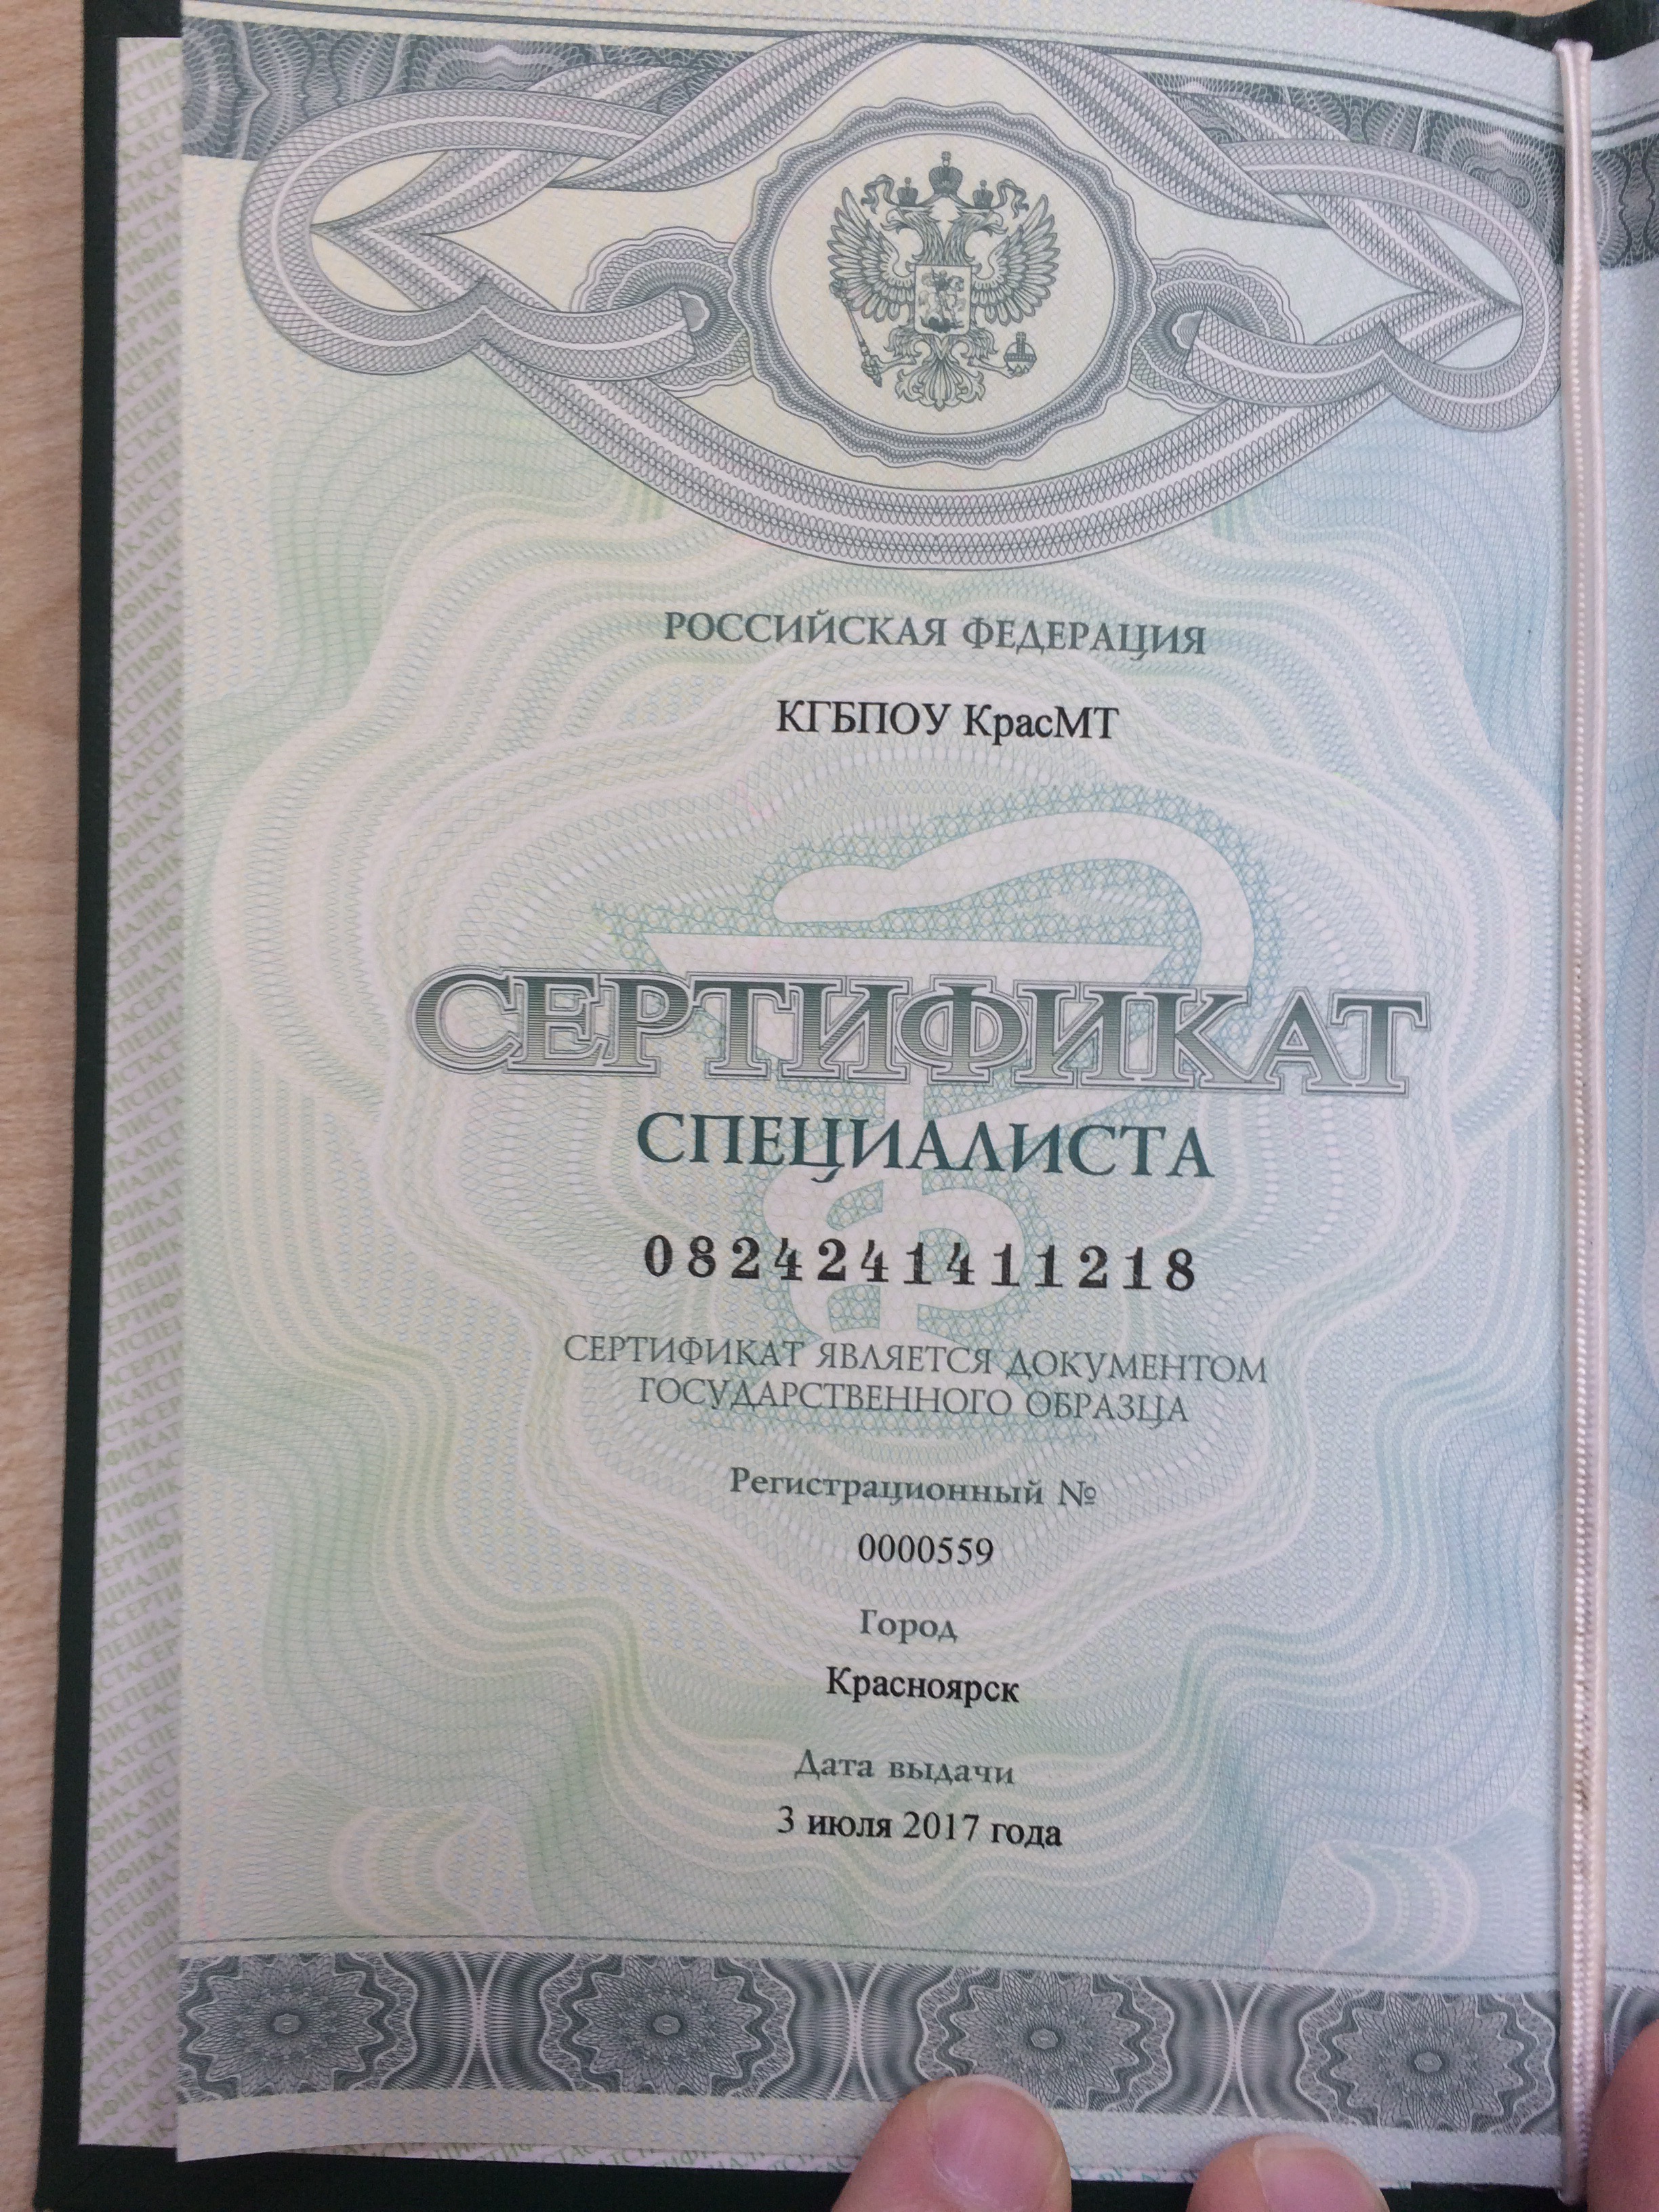 РОССИЙСКАЯ ФЕДЕРАЦИЯ
КГБПОУ КрасМТ
СЕРТИФИКАТ
СПЕЦИАЛИСТА
0824241411218
СЕРТИФИКАТ ЯВЛЯЕТСЯ ДОКУМЕНТОМ
ГОСУДАРСТВЕННОГО ОБРАЗЦА
Регистрационный №
0000559
Город
Красноярск
Дата выдачи
3 июля 2017 года